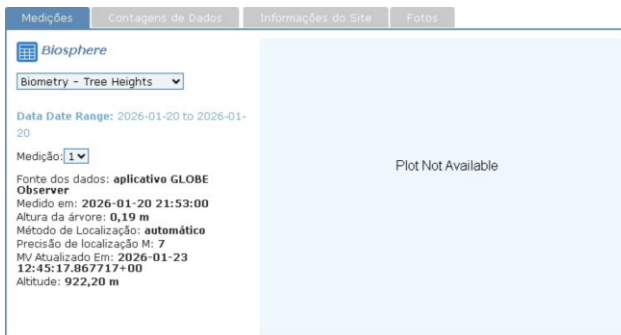 Medições Contagens de Dados Informações do Site Fotos
Biosphere
Biometry - Tree Heights
Data Date Range: 2026-01-20 to 2026-01-
20
Medição: 1
Plot Not Available
Fonte dos dados: aplicativo GLOBE
Observer
Medido em: 2026-01-20 21:53:00
Altura da árvore: 0,19 m
Método de Localização: automático
Precisão de localização M: 7
MV Atualizado Em: 2026-01-23
12:45:17.867717+00
Altitude: 922,20 m